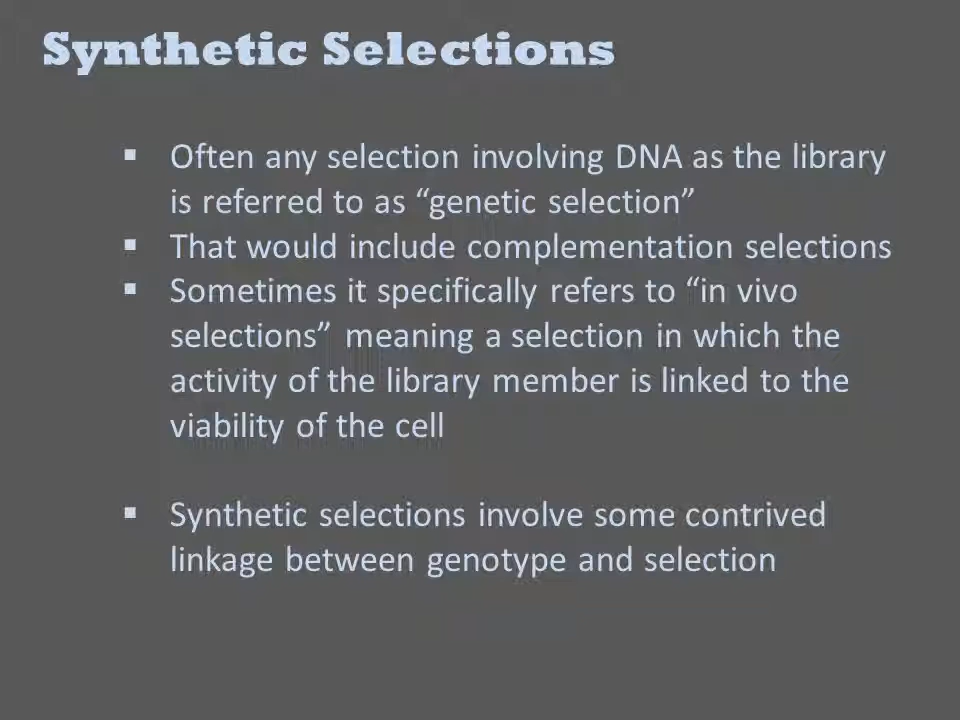 Synthetic Selections
▪ Often any selection involving DNA as the library
is referred to as “genetic selection”
▪ That would include complementation selections
▪ Sometimes it specifically refers to “in vivo
selections” meaning a selection in which the
activity of the library member is linked to the
viability of the cell
▪ Synthetic selections involve some contrived
linkage between genotype and selection